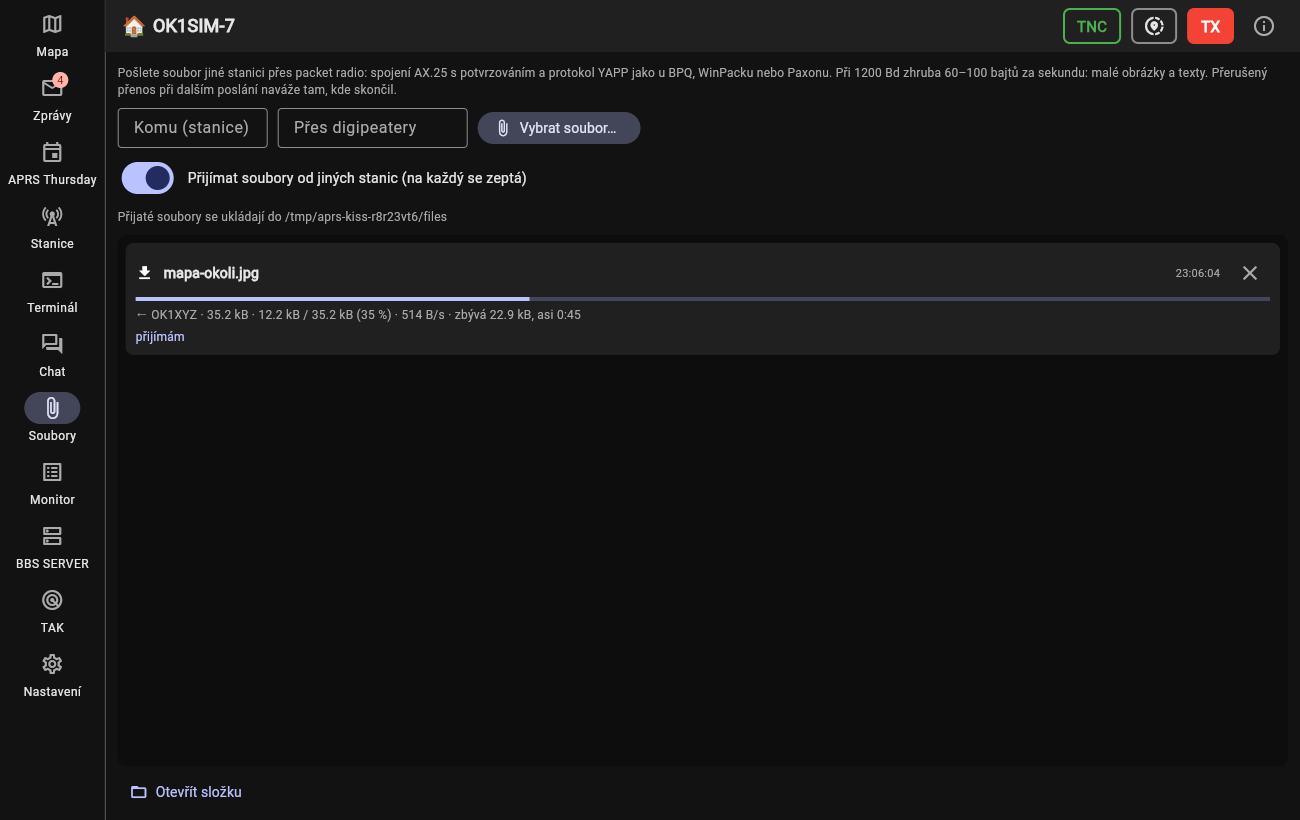 OK1SIM-7
TNC
TX
Mapa
4
Zprávy
APRS Thursday
Stanice
Terminál
Chat
Soubory
Monitor
BBS SERVER
TAK
Nastavení
Pošlete soubor jiné stanici přes packet radio: spojení AX.25 s potvrzováním a protokol YAPP jako u BPQ, WinPacku nebo Paxonu. Při 1200 Bd zhruba 60–100 bajtů za sekundu: malé obrázky a texty. Přerušený
přenos při dalším poslání naváže tam, kde skončil.
Komu (stanice)
Přes digipeatery
Vybrat soubor…
Přijímat soubory od jiných stanic (na každý se zeptá)
Přijaté soubory se ukládají do /tmp/aprs-kiss-r8r23vt6/files
mapa-okoli.jpg
23:06:04
← OK1XYZ · 35.2 kB · 12.2 kB / 35.2 kB (35 %) · 514 B/s · zbývá 22.9 kB, asi 0:45
přijímám
Otevřít složku